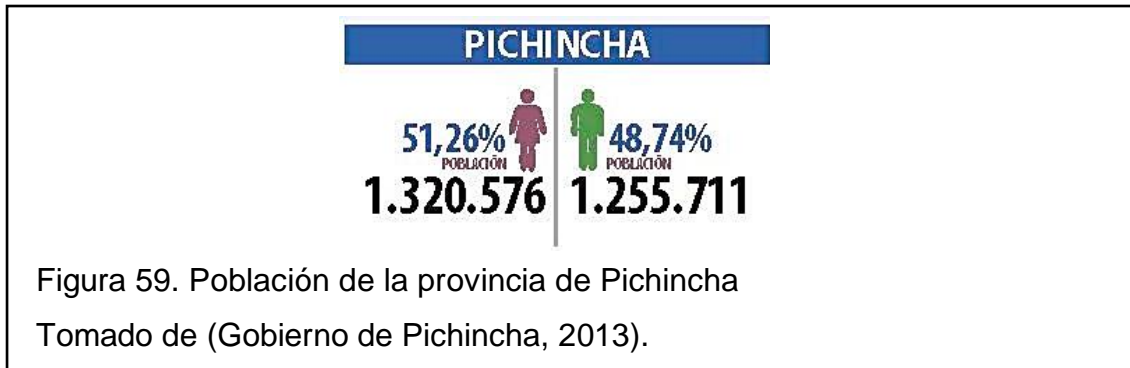 PICHINCHA
51,26%
POBLACIÓN
1.320.576
48,74%
POBLACIÓN
1.255.711
Figura 59. Población de la provincia de Pichincha
Tomado de (Gobierno de Pichincha, 2013).